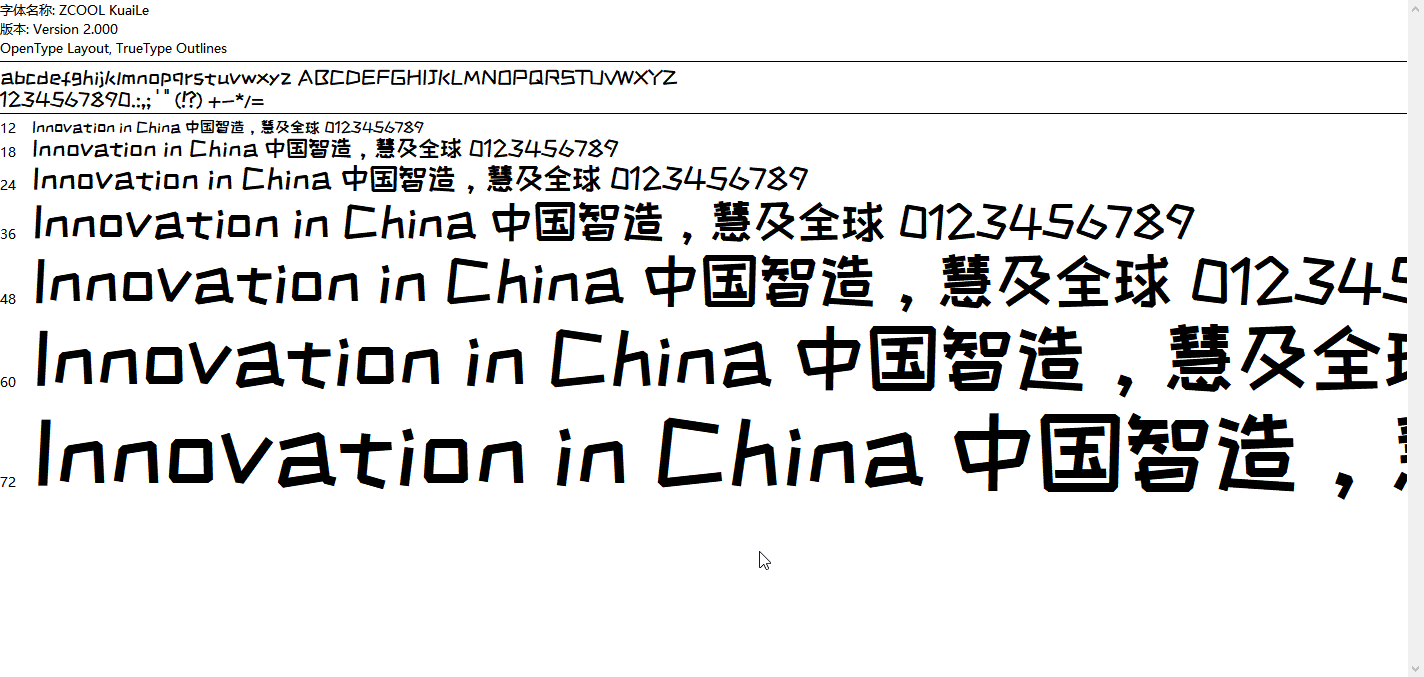 字体名称: ZCOOL KuaiLe
版本: Version 2.000
OpenType Layout, TrueType Outlines
abcdefghijklmnopqrstuvwxyz ABCDEFGHIJKLMNOPQRSTUVWXYZ
1234567890.:,; ' " (!?) +-*/=
12 Innovation in China 中国智造，慧及全球 0123456789
18 Innovation in China 中国智造，慧及全球 0123456789
24 Innovation in China 中国智造，慧及全球 0123456789
36 Innovation in China 中国智造，慧及全球 0123456789
48 Innovation in China 中国智造，慧及全球 012345
60 Innovation in China 中国智造，慧及全
72 Innovation in China 中国智造，